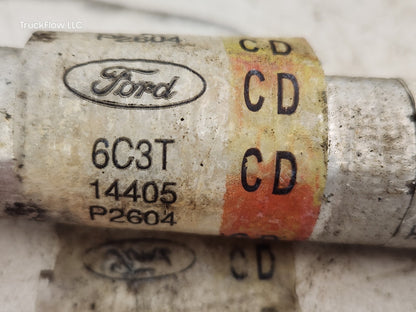 TruckFlow LLC
P2604 CD
Ford CD
6C3T
14405 CD
P2604
Ford CD